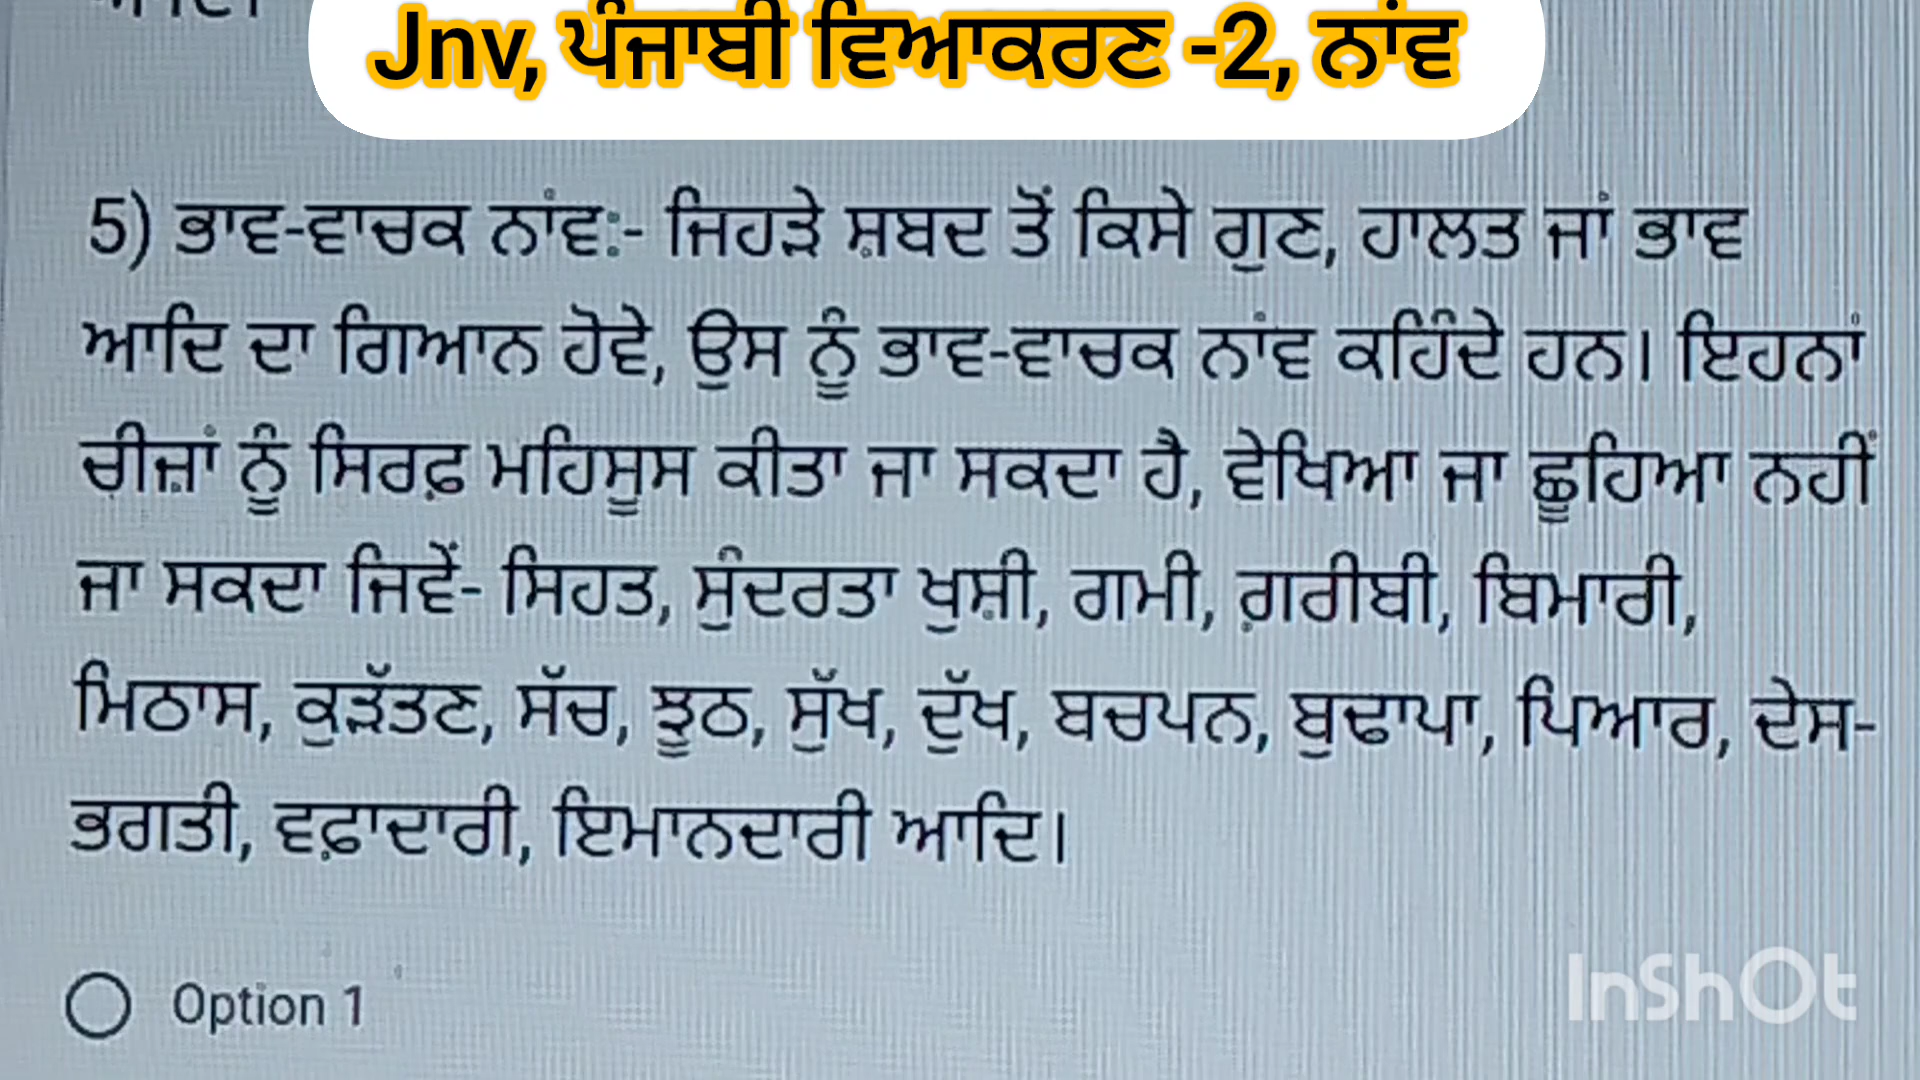 Jnv, ਪੰਜਾਬੀ ਵਿਆਕਰਣ -2, ਨਾਂਵ
5) ਭਾਵ-ਵਾਚਕ ਨਾਂਵ:- ਜਿਹੜੇ ਸ਼ਬਦ ਤੋਂ ਕਿਸੇ ਗੁਣ, ਹਾਲਤ ਜਾਂ ਭਾਵ
ਆਦਿ ਦਾ ਗਿਆਨ ਹੋਵੇ, ਉਸ ਨੂੰ ਭਾਵ-ਵਾਚਕ ਨਾਂਵ ਕਹਿੰਦੇ ਹਨ। ਇਹਨਾਂ
ਚੀਜ਼ਾਂ ਨੂੰ ਸਿਰਫ਼ ਮਹਿਸੂਸ ਕੀਤਾ ਜਾ ਸਕਦਾ ਹੈ, ਵੇਖਿਆ ਜਾ ਛੂਹਿਆ ਨਹੀਂ
ਜਾ ਸਕਦਾ ਜਿਵੇਂ- ਸਿਹਤ, ਸੁੰਦਰਤਾ ਖੁਸ਼ੀ, ਗਮੀ, ਗ਼ਰੀਬੀ, ਬਿਮਾਰੀ,
ਮਿਠਾਸ, ਕੁੜੱਤਣ, ਸੱਚ, ਝੂਠ, ਸੁੱਖ, ਦੁੱਖ, ਬਚਪਨ, ਬੁਢਾਪਾ, ਪਿਆਰ, ਦੇਸ-
ਭਗਤੀ, ਵਫ਼ਾਦਾਰੀ, ਇਮਾਨਦਾਰੀ ਆਦਿ।
Option 1
InShOt